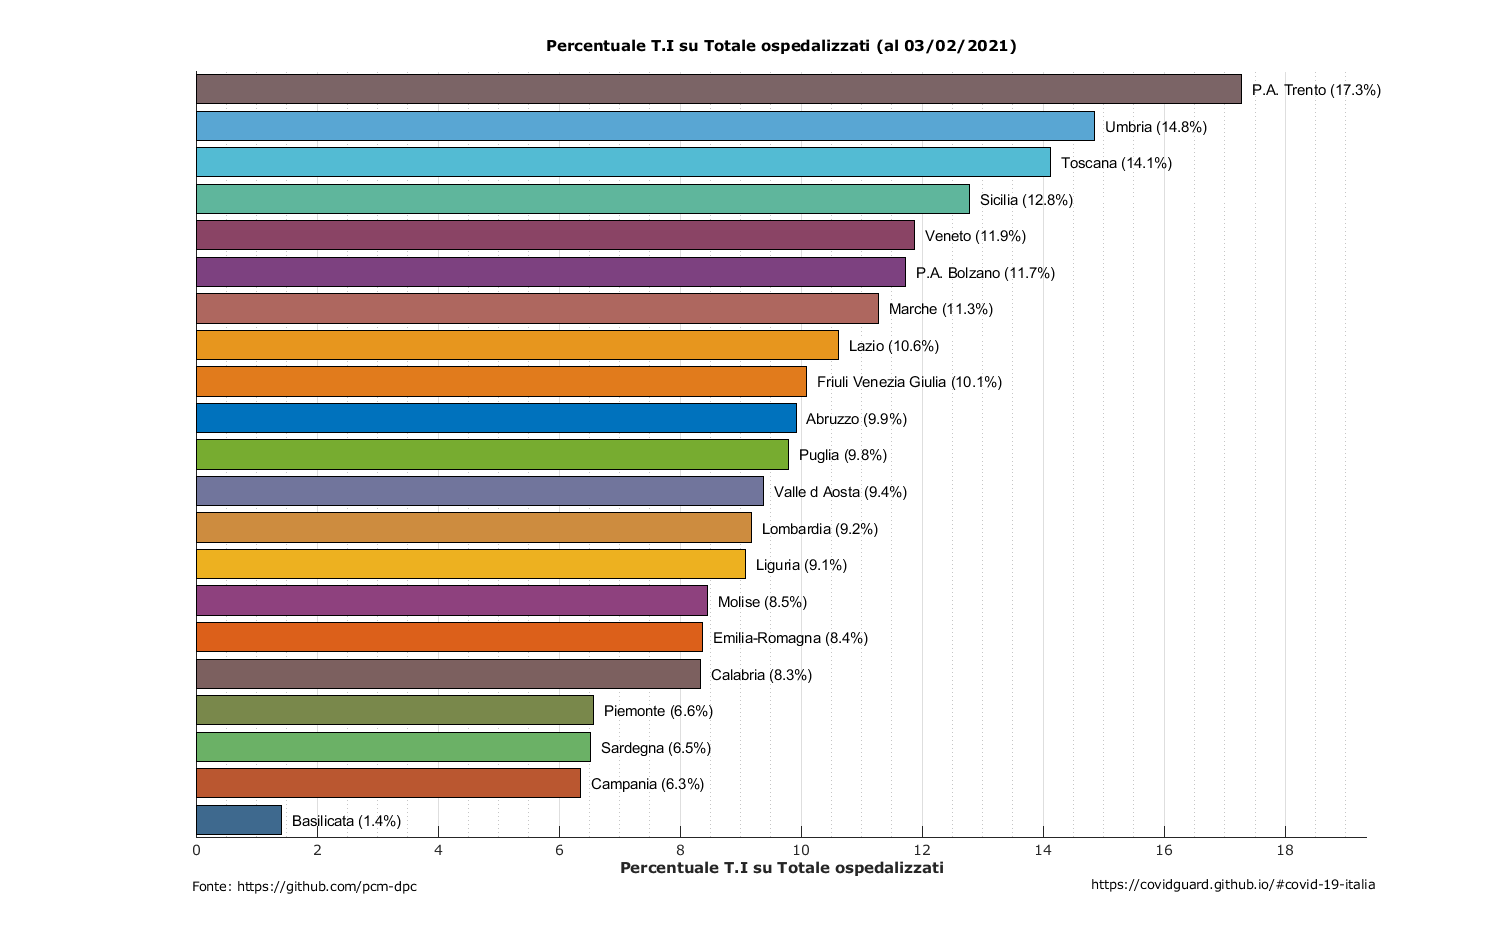 Percentuale T.I su Totale ospedalizzati (al 03/02/2021)
P.A. Trento (17.3%)
Umbria (14.8%)
Toscana (14.1%)
Sicilia (12.8%)
Veneto (11.9%)
P.A. Bolzano (11.7%)
Marche (11.3%)
Lazio (10.6%)
Friuli Venezia Giulia (10.1%)
Abruzzo (9.9%)
Puglia (9.8%)
Valle d Aosta (9.4%)
Lombardia (9.2%)
Liguria (9.1%)
Molise (8.5%)
Emilia-Romagna (8.4%)
Calabria (8.3%)
Piemonte (6.6%)
Sardegna (6.5%)
Campania (6.3%)
Basilicata (1.4%)
0 2 4 6 8 10 12 14 16 18
Percentuale T.I su Totale ospedalizzati
Fonte: https://github.com/pcm-dpc
https://covidguard.github.io/#covid-19-italia